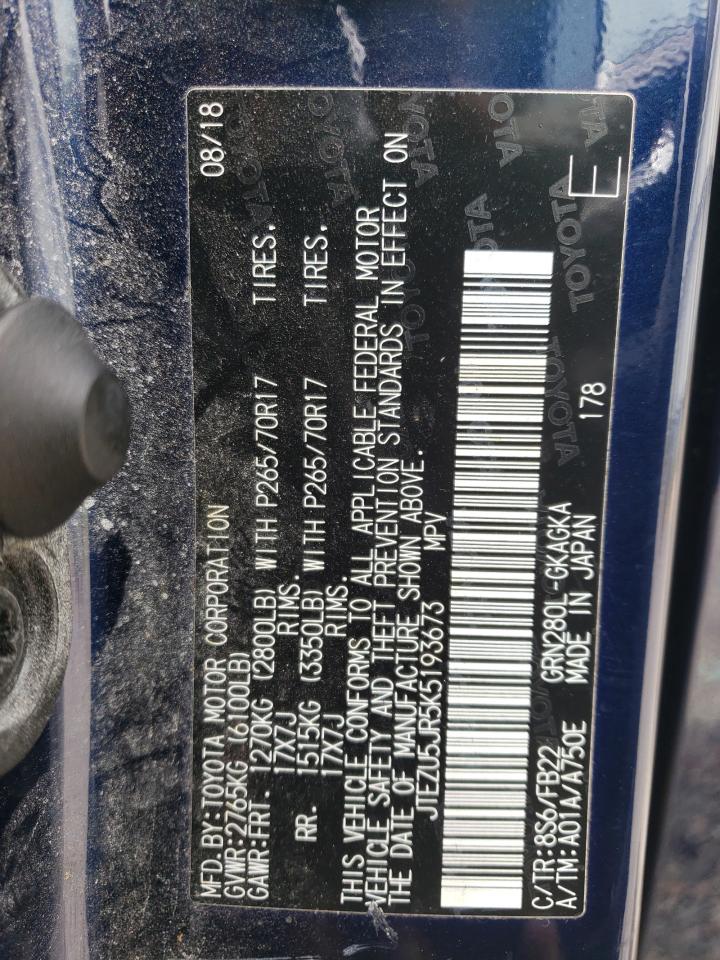 MFD.BY:TOYOTA MOTOR CORPORATION 08/18
GVWR:2765KG (6100LB)
GAWR:FRT. 1270KG (2800LB) WITH P265/70R17 TIRES.
17X7J RIMS.
RR. 1515KG (3350LB) WITH P265/70R17 TIRES.
17X7J RIMS.
THIS VEHICLE CONFORMS TO ALL APPLICABLE FEDERAL MOTOR
VEHICLE SAFETY AND THEFT PREVENTION STANDARDS IN EFFECT ON
THE DATE OF MANUFACTURE SHOWN ABOVE.
JTEZU5JR5K5193673 MPV
C/TR:8S6/FB22 GRN280L-GKAGKA 178
A/TM:A01A/A750E MADE IN JAPAN E
TOYOTA